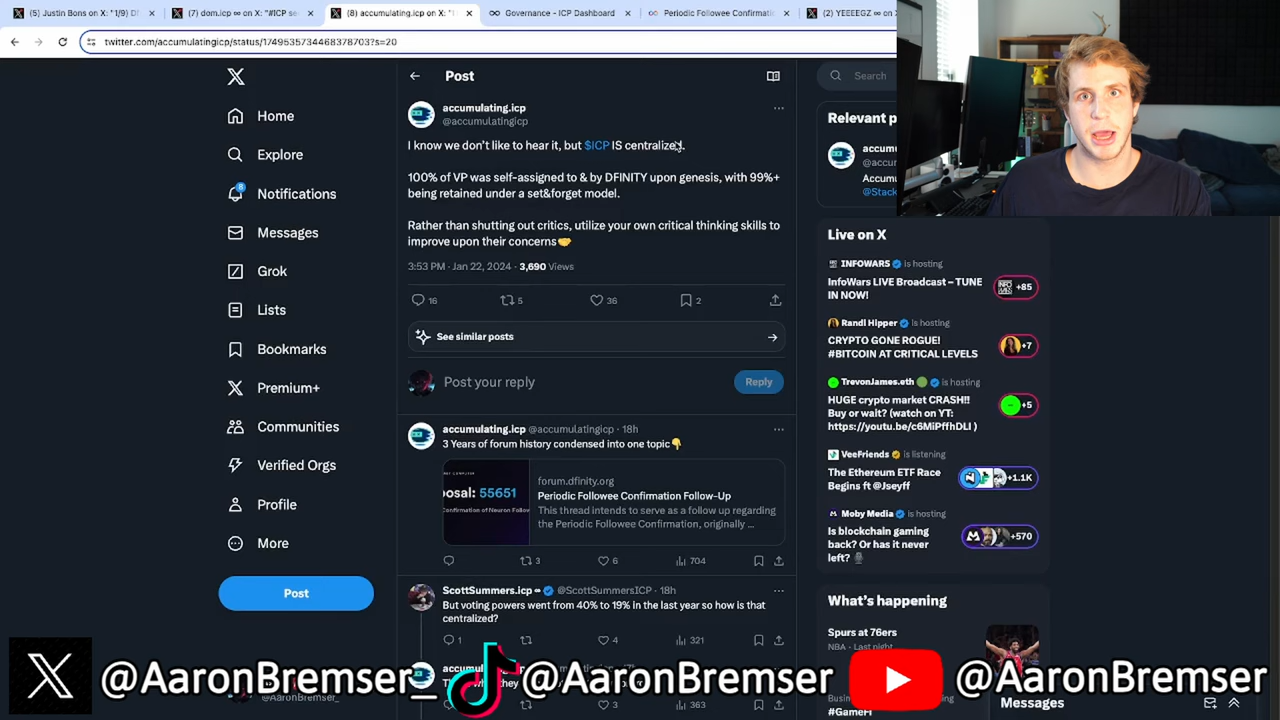 (5) Justin Bons on X: "1/9) Df
(7) dom.icp ∞ on X: "#ICP se
(8) accumulating.icp on X: "
Governance - ICP Dashboard
Periodic Followee Confirmation
(2) YEEEEGZ ∞ on X
twitter.com/accumulatingicp/status/1749535734468378703?s=20
Home
Explore
Notifications
8
Messages
Grok
Lists
Bookmarks
Premium+
Communities
Verified Orgs
Profile
More
Post
@AaronBremser_
Post
accumulating.icp
@accumulatingicp
I know we don't like to hear it, but $ICP IS centralized.
100% of VP was self-assigned to & by DFINITY upon genesis, with 99%+
being retained under a set&forget model.
Rather than shutting out critics, utilize your own critical thinking skills to
improve upon their concerns🤝
3:53 PM · Jan 22, 2024 · 3,690 Views
16 5 36 2
See similar posts
Post your reply
Reply
accumulating.icp @accumulatingicp · 18h
3 Years of forum history condensed into one topic👇
posal: 55651
forum.dfinity.org
Periodic Followee Confirmation Follow-Up
This thread intends to serve as a follow up regarding
the Periodic Followee Confirmation, originally ...
3 6 704
ScottSummers.icp ∞ @ScottSummersICP · 18h
But voting powers went from 40% to 19% in the last year so how is that
centralized?
1 4 321
3 363
Search
Relevant p
accumu
@accu
Accumu
@Stack
Live on X
INFOWARS is hosting
InfoWars LIVE Broadcast – TUNE
IN NOW!
+85
Randl Hipper is hosting
CRYPTO GONE ROGUE!
#BITCOIN AT CRITICAL LEVELS
+7
TrevonJames.eth is hosting
HUGE crypto market CRASH!!
Buy or wait? (watch on YT:
https://youtu.be/c6MiPffhDLI )
+5
VeeFriends is listening
The Ethereum ETF Race
Begins ft @Jseyff
+1.1K
Moby Media is hosting
Is blockchain gaming
back? Or has it never
left? 🎙
+570
What's happening
Spurs at 76ers
NBA · Last night
#GameFi
Messages
@AaronBremser_
@AaronBremser
@AaronBremser